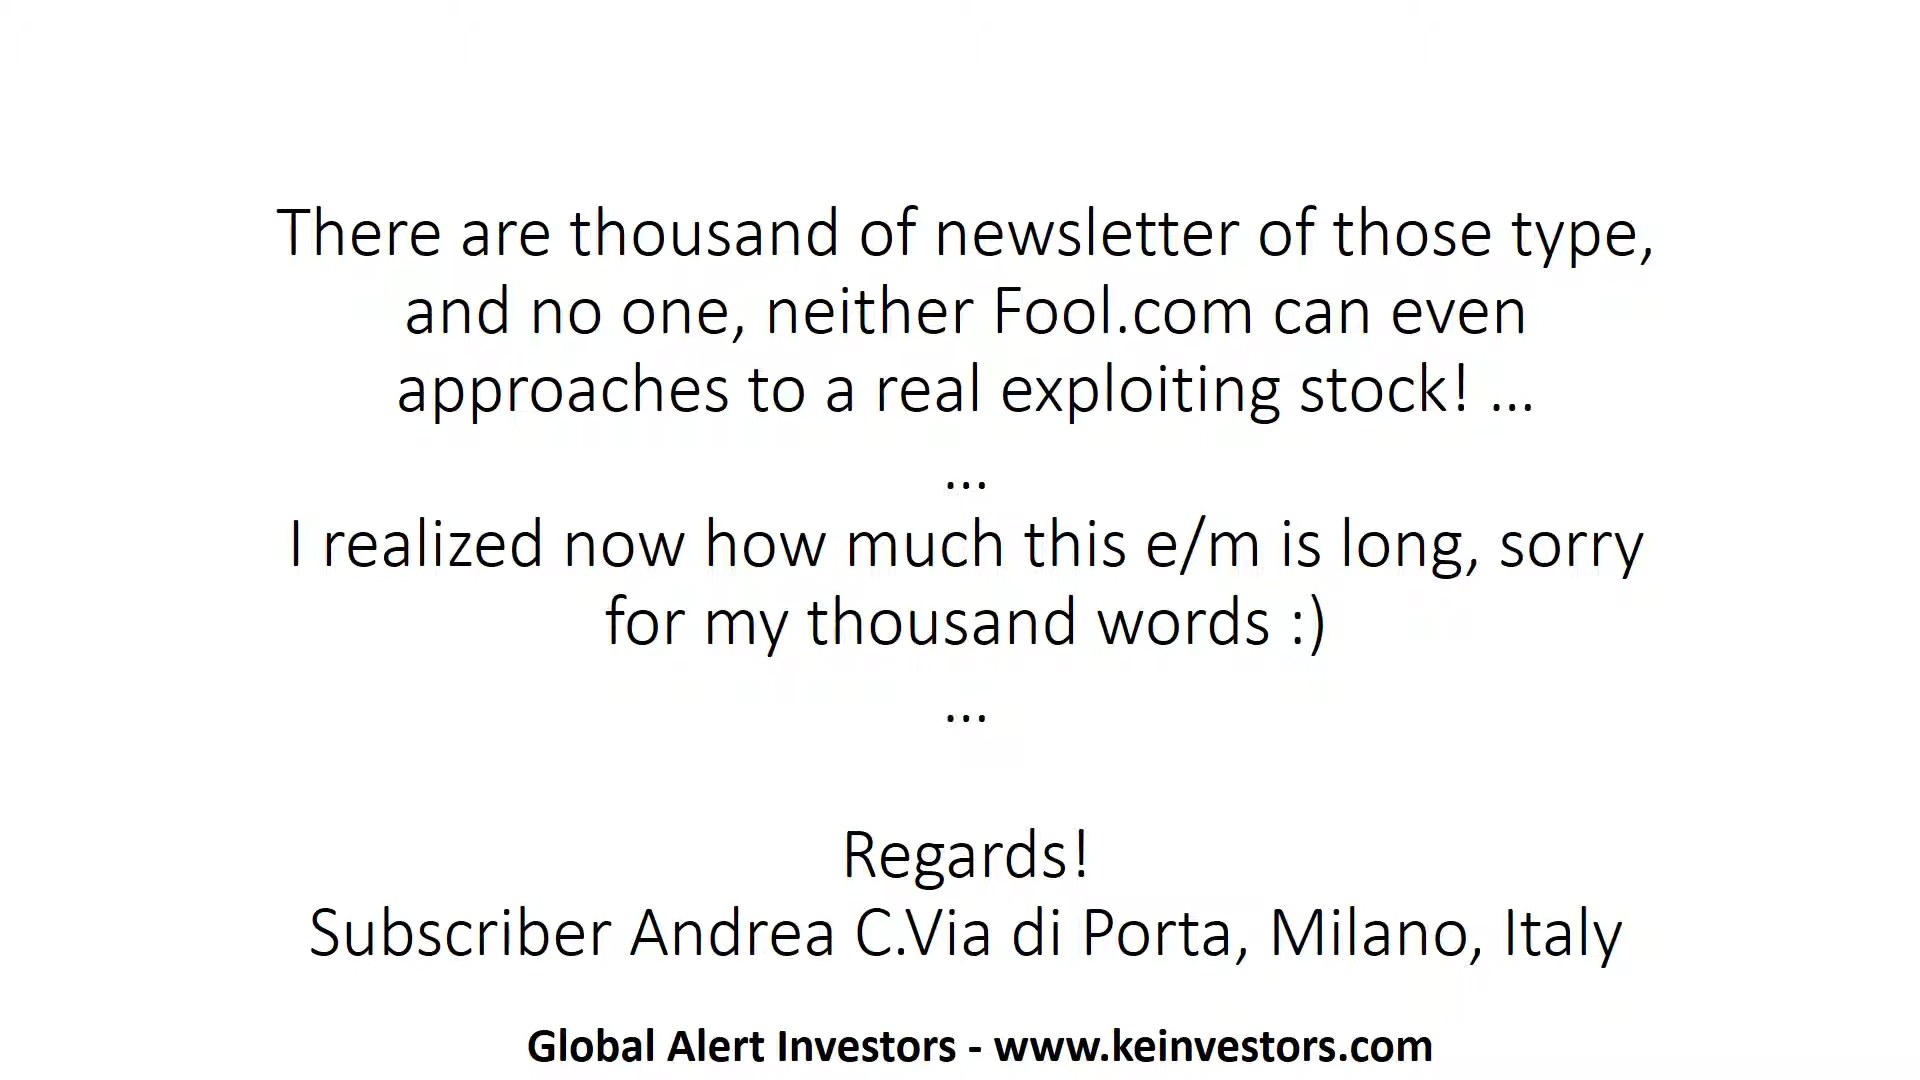 There are thousand of newsletter of those type,
and no one, neither Fool.com can even
approaches to a real exploiting stock! ...
...
I realized now how much this e/m is long, sorry
for my thousand words :)
...
Regards!
Subscriber Andrea C.Via di Porta, Milano, Italy
Global Alert Investors - www.keinvestors.com